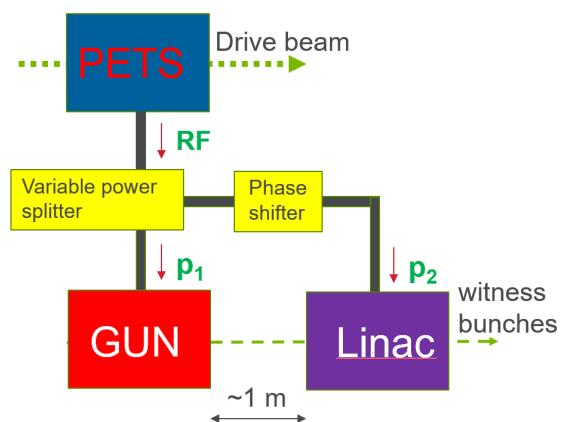 PETS
Drive beam
RF
Variable power
splitter
Phase
shifter
p1
p2
GUN
Linac
witness
bunches
~1 m